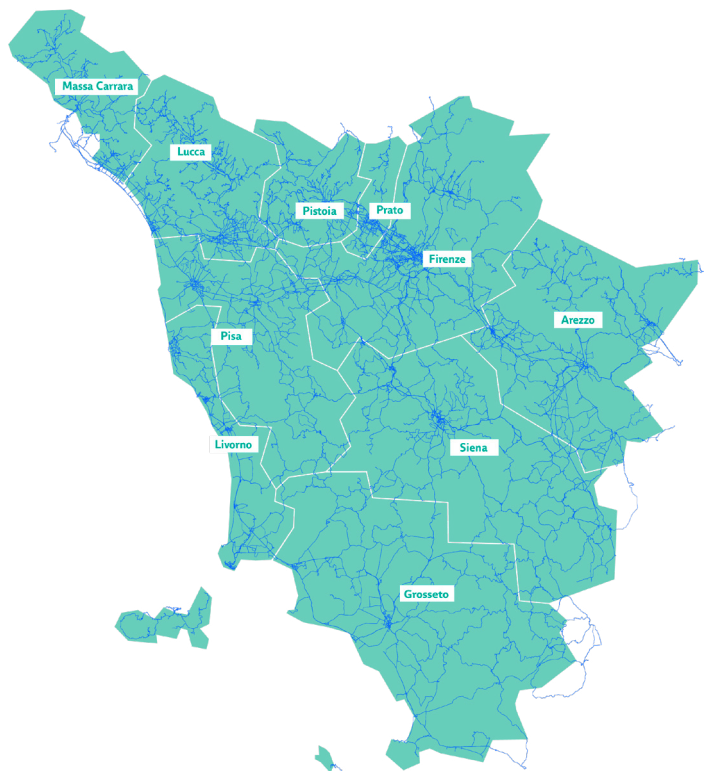 Massa Carrara
Lucca
Pistoia
Prato
Firenze
Arezzo
Pisa
Livorno
Siena
Grosseto